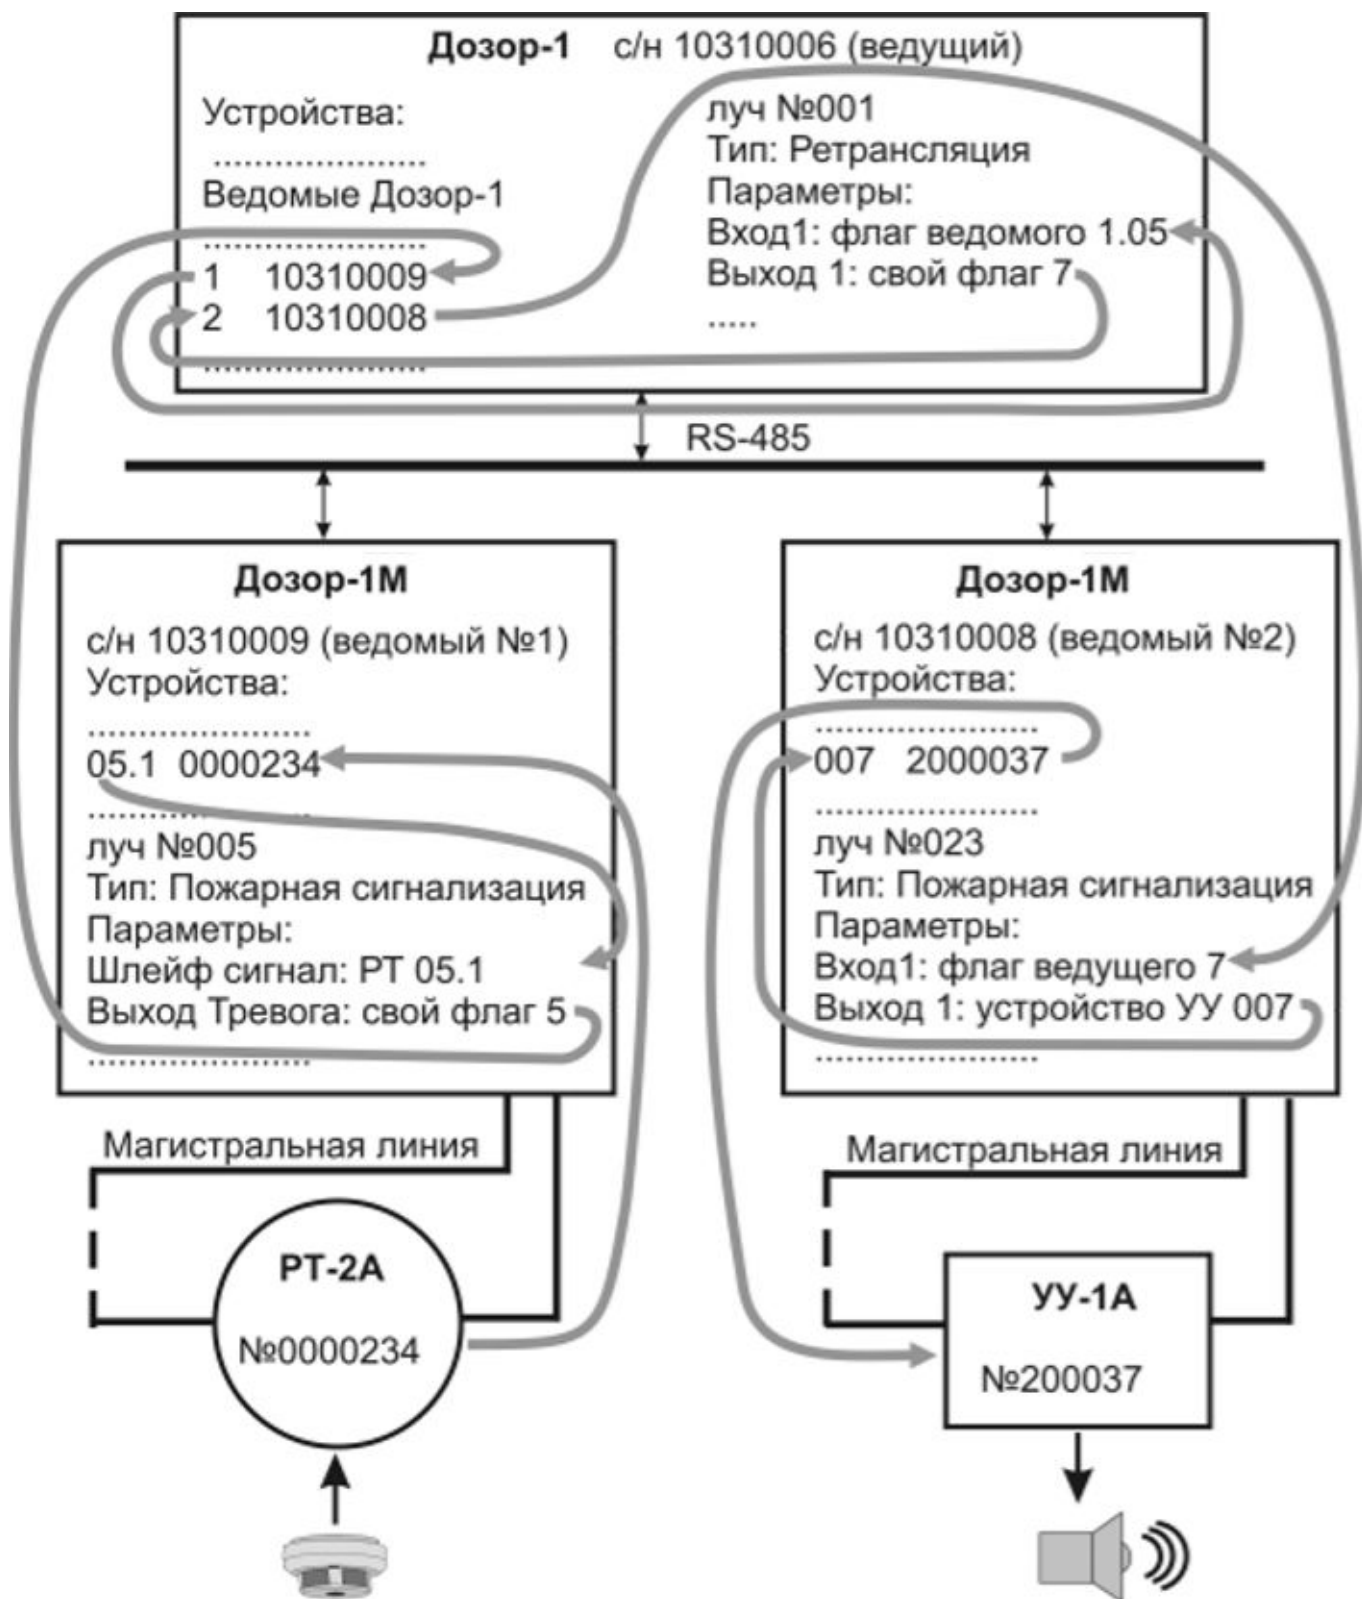 Дозор-1 с/н 10310006 (ведущий)
Устройства:
.....................
Ведомые Дозор-1
.....................
1 10310009
2 10310008
.....................
луч №001
Тип: Ретрансляция
Параметры:
Вход1: флаг ведомого 1.05
Выход 1: свой флаг 7
.....
RS-485
Дозор-1М
с/н 10310009 (ведомый №1)
Устройства:
.....................
05.1 0000234
.....................
луч №005
Тип: Пожарная сигнализация
Параметры:
Шлейф сигнал: РТ 05.1
Выход Тревога: свой флаг 5
.....................
Магистральная линия
РТ-2А
№0000234
Дозор-1М
с/н 10310008 (ведомый №2)
Устройства:
.....................
007 2000037
.....................
луч №023
Тип: Пожарная сигнализация
Параметры:
Вход1: флаг ведущего 7
Выход 1: устройство УУ 007
.....................
Магистральная линия
УУ-1А
№200037